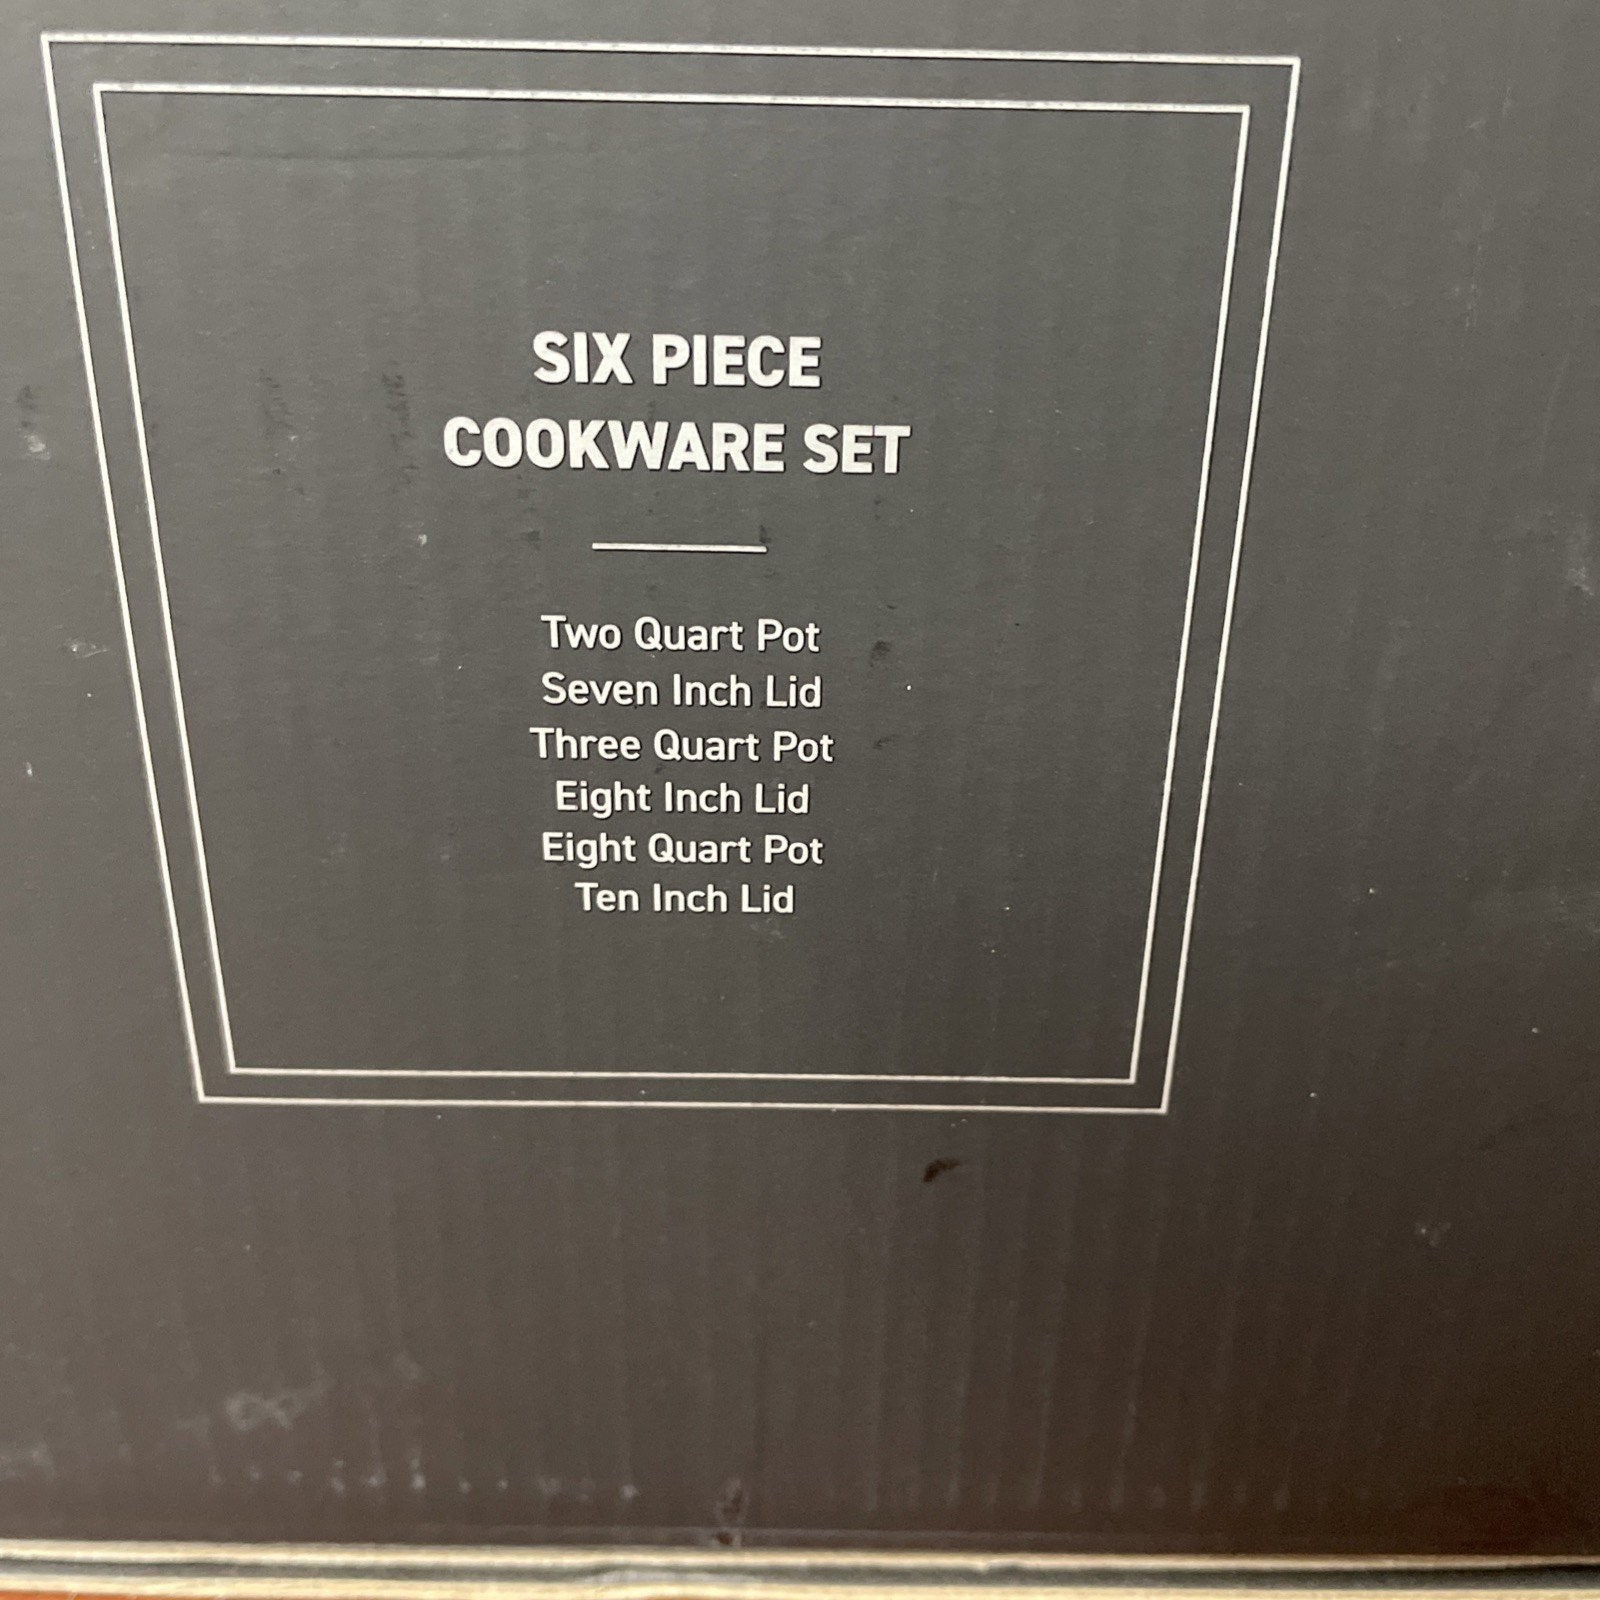 SIX PIECE
COOKWARE SET
Two Quart Pot
Seven Inch Lid
Three Quart Pot
Eight Inch Lid
Eight Quart Pot
Ten Inch Lid